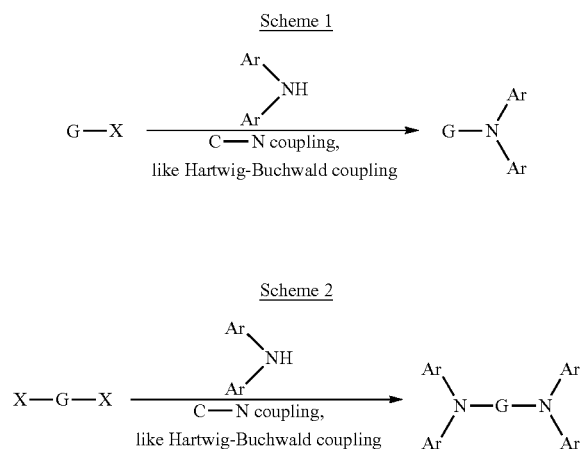 Scheme 1
Ar
NH
Ar
G—X
C—N coupling,
like Hartwig-Buchwald coupling
Ar
G—N
Ar
Scheme 2
Ar
NH
Ar
X—G—X
C—N coupling,
like Hartwig-Buchwald coupling
Ar Ar
N—G—N
Ar Ar